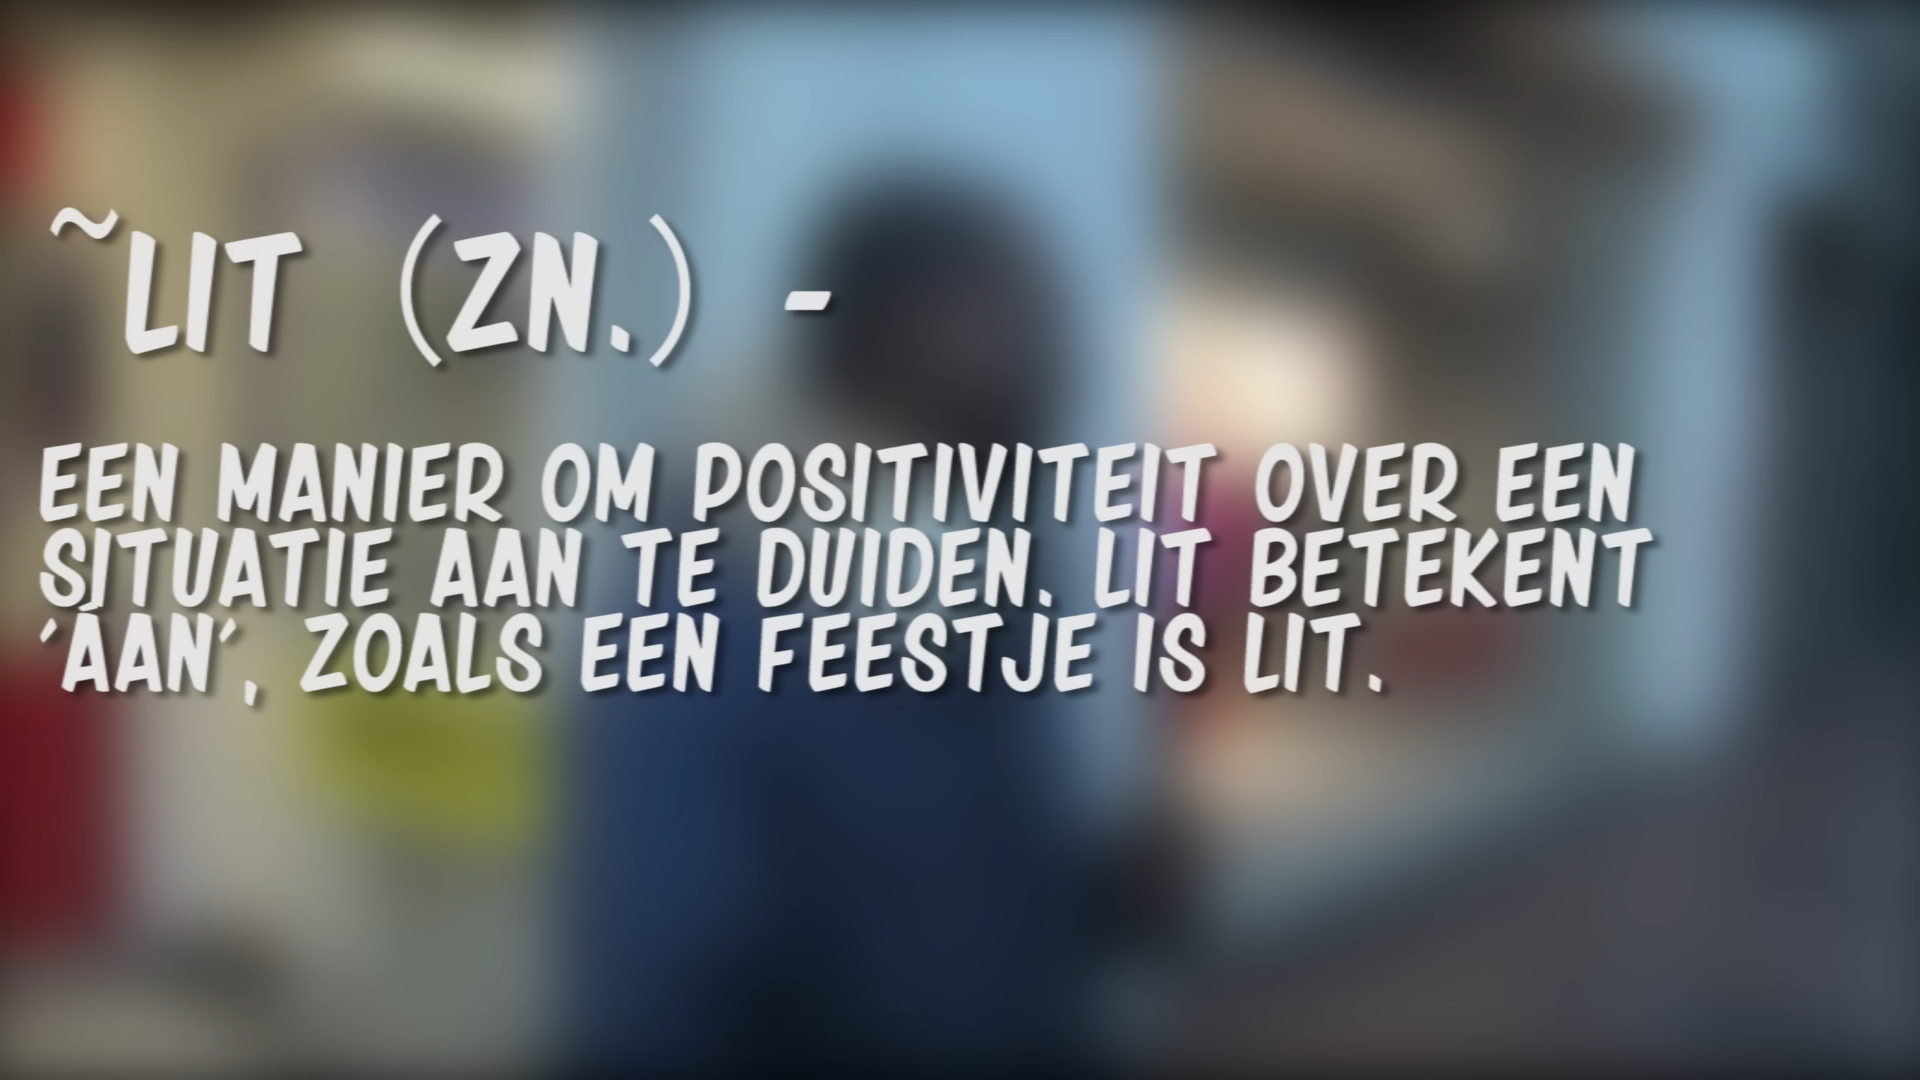 ~LIT (ZN.) -
EEN MANIER OM POSITIVITEIT OVER EEN
SITUATIE AAN TE DUIDEN. LIT BETEKENT
'ÁAN', ZOALS EEN FEESTJE IS LIT.